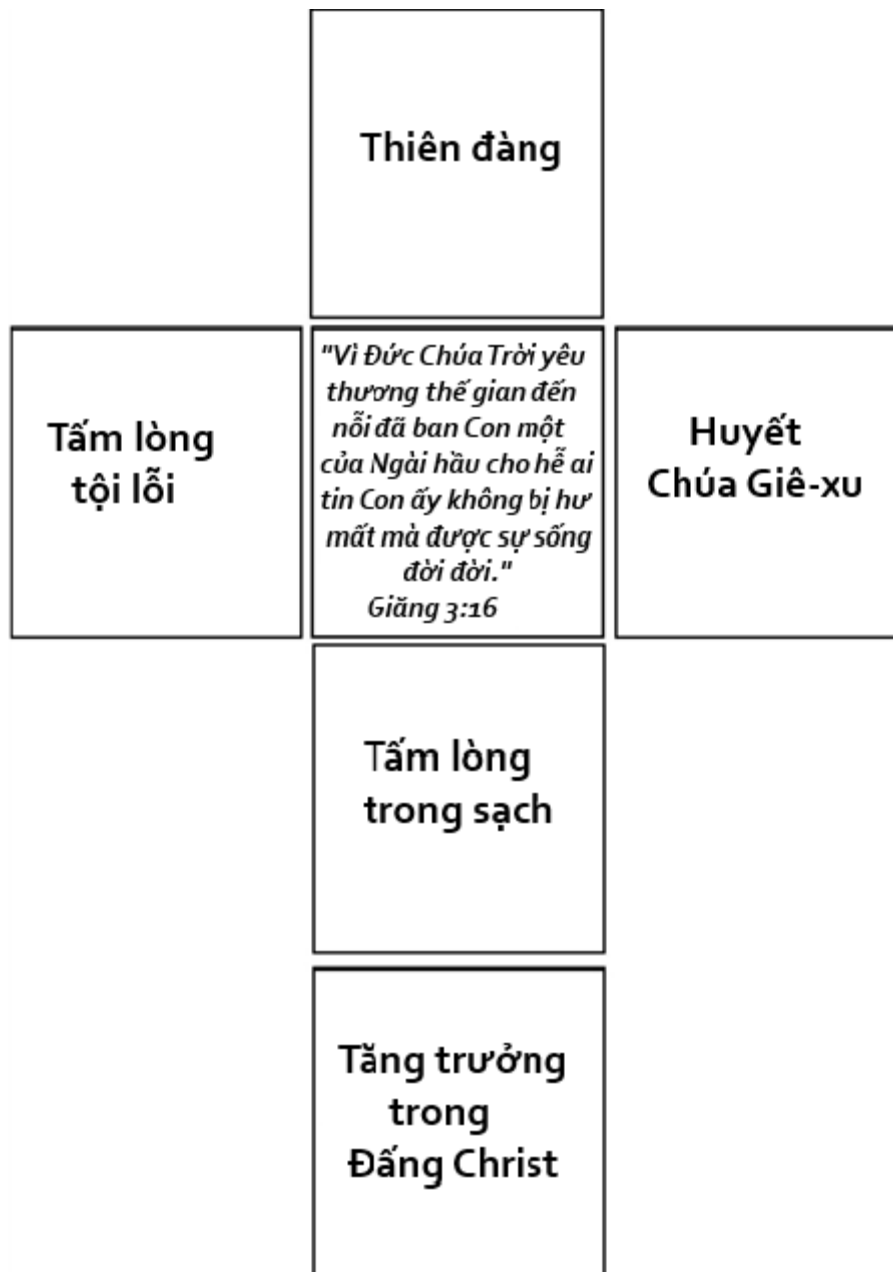 Thiên đàng
Tấm lòng
tội lỗi
"Vì Đức Chúa Trời yêu
thương thế gian đến
nỗi đã ban Con một
của Ngài hầu cho hễ ai
tin Con ấy không bị hư
mất mà được sự sống
đời đời."
Giăng 3:16
Huyết
Chúa Giê-xu
Tấm lòng
trong sạch
Tăng trưởng
trong
Đấng Christ